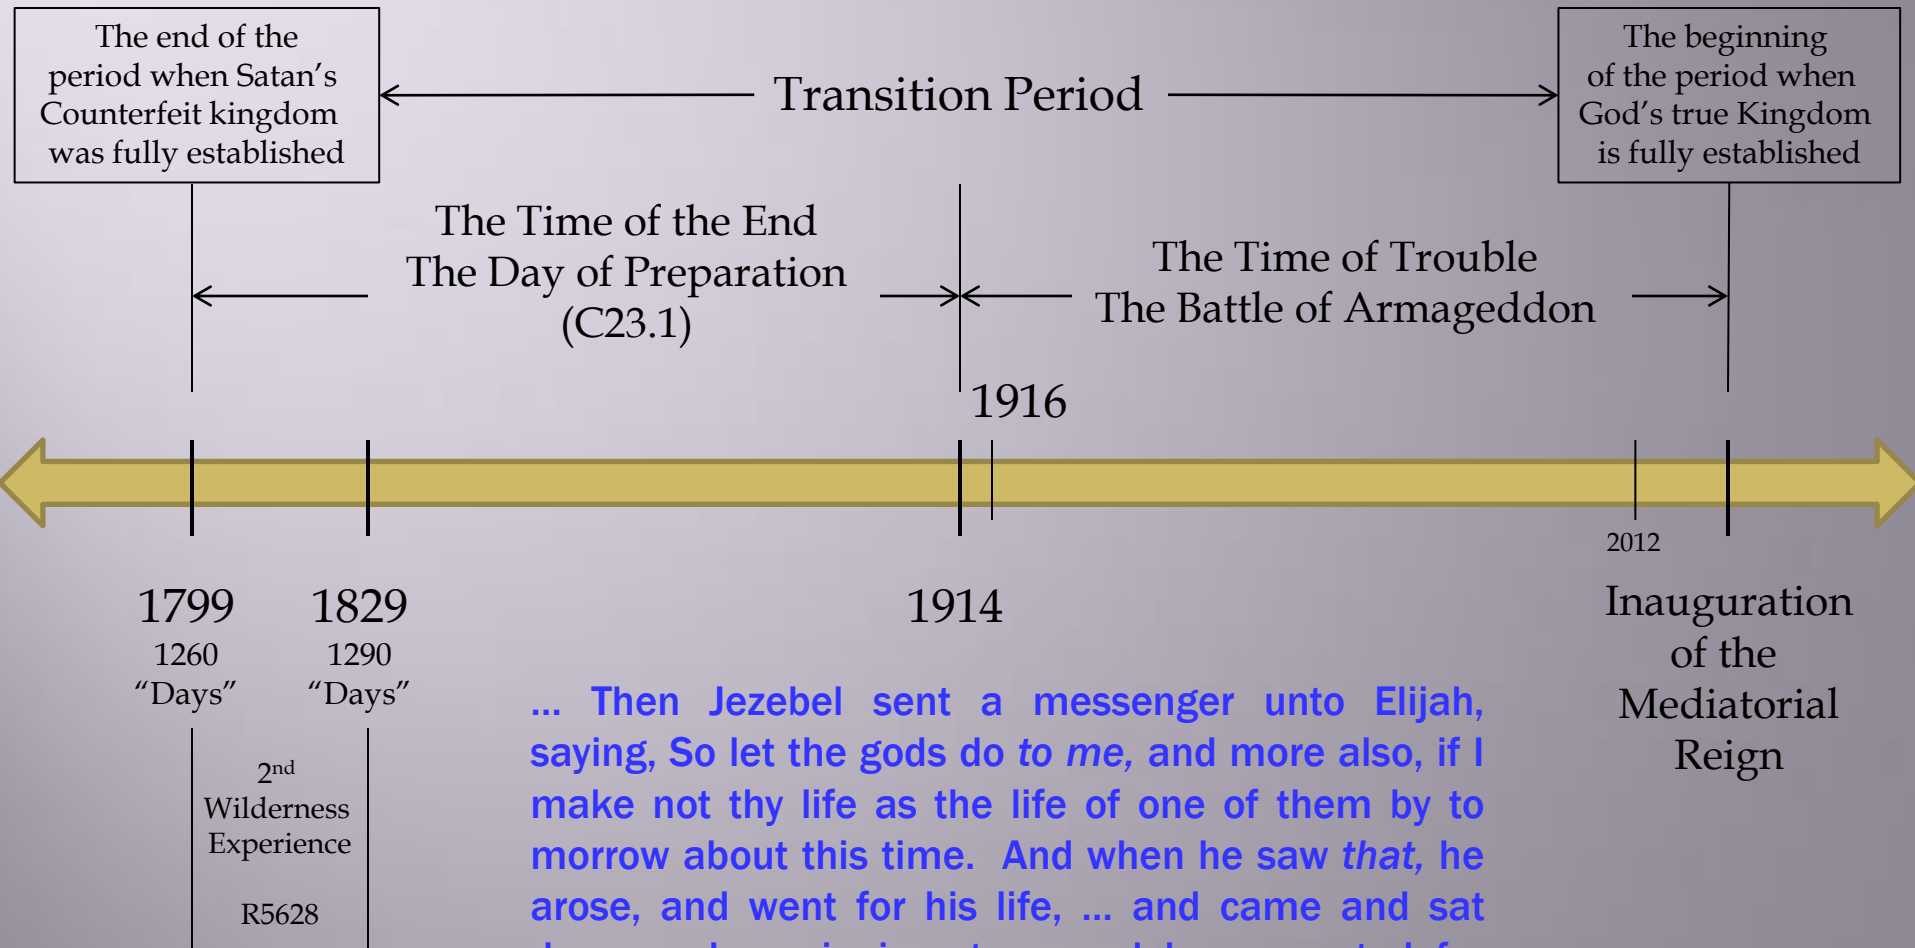 The end of the
period when Satan's
Counterfeit kingdom
was fully established
Transition Period
The beginning
of the period when
God's true Kingdom
is fully established
The Time of the End
The Day of Preparation
(C23.1)
The Time of Trouble
The Battle of Armageddon
1916
2012
1799
1260
“Days”
1829
1290
“Days”
1914
Inauguration
of the
Mediatorial
Reign
2nd
Wilderness
Experience
R5628
... Then Jezebel sent a messenger unto Elijah,
saying, So let the gods do to me, and more also, if I
make not thy life as the life of one of them by to
morrow about this time. And when he saw that, he
arose, and went for his life, ... and came and sat